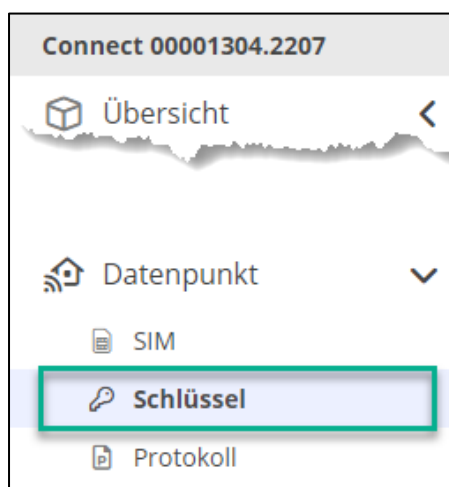 Connect 00001304.2207
Übersicht
Datenpunkt
SIM
Schlüssel
Protokoll